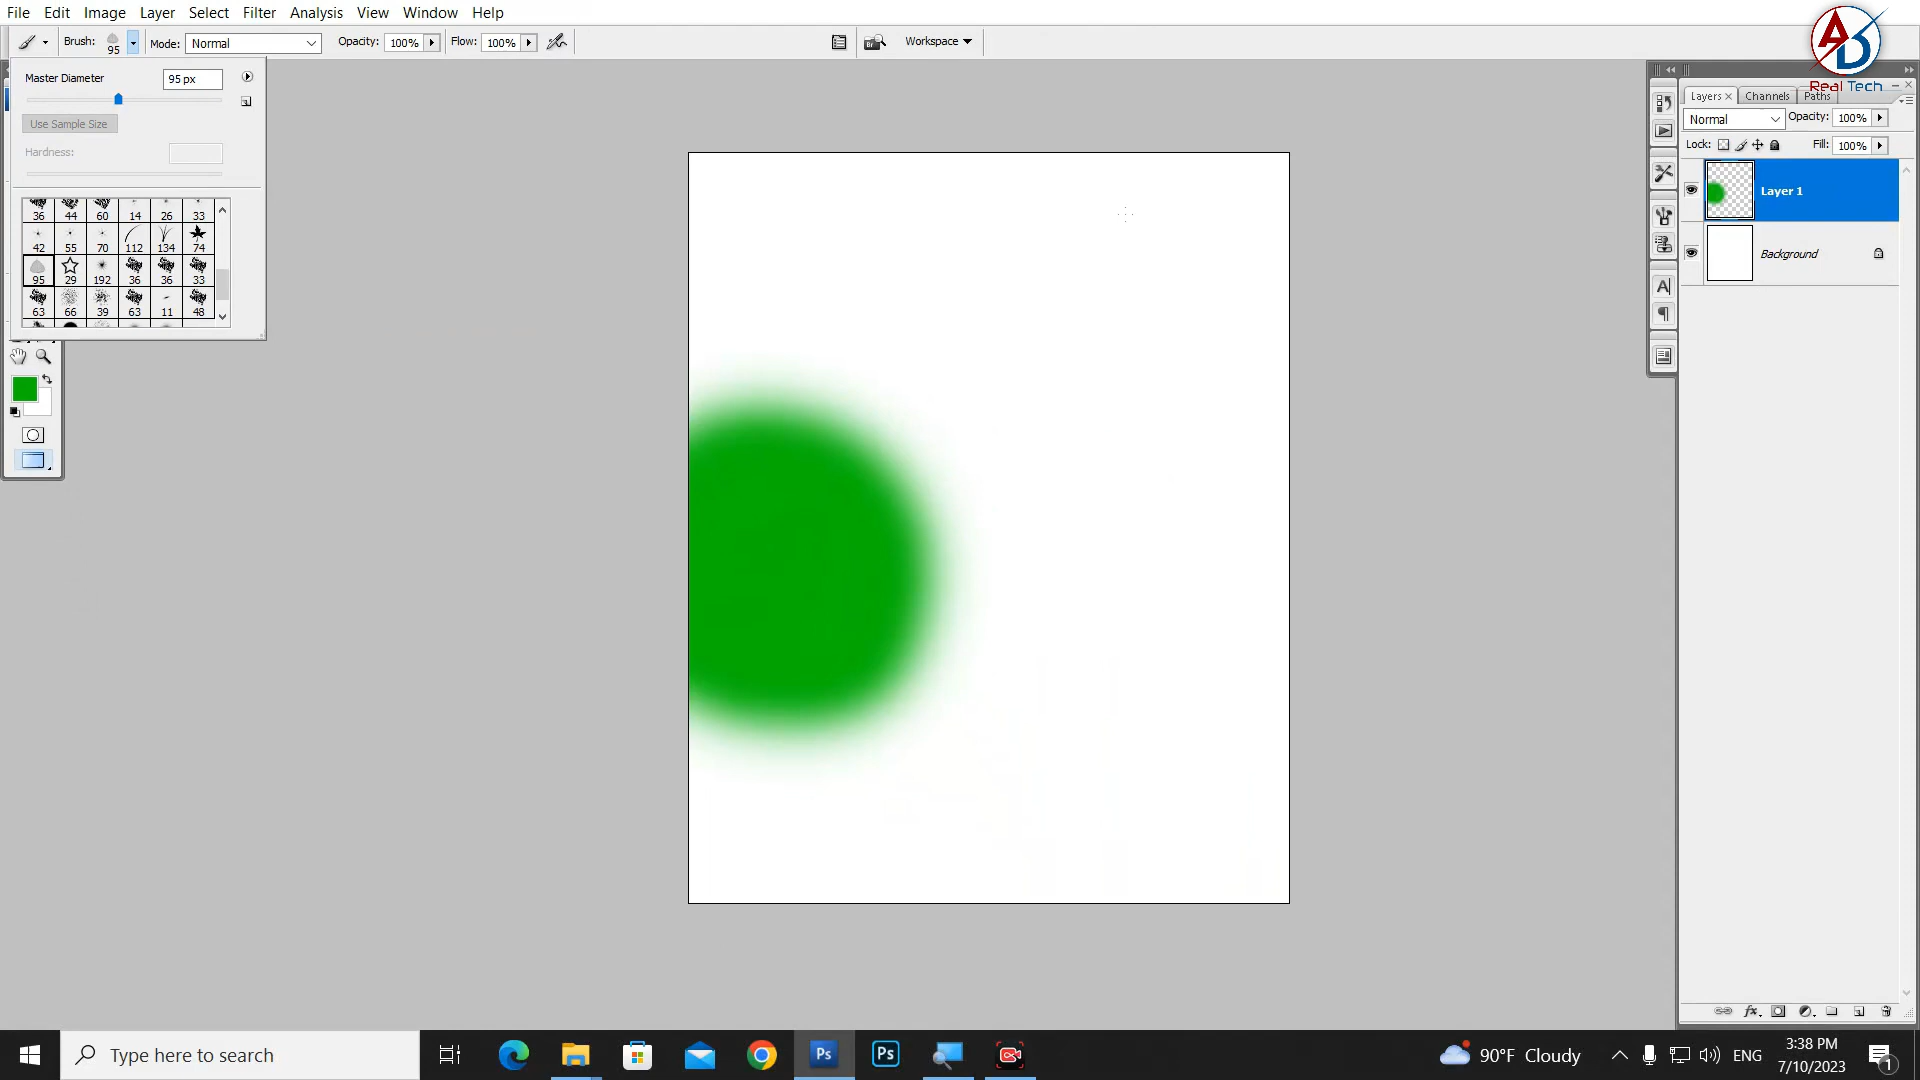 File Edit Image Layer Select Filter Analysis View Window Help
Brush: 95 Mode: Normal Opacity: 100% Flow: 100% Workspace
Real Tech
Master Diameter 95 px
Use Sample Size
Hardness:
36 44 60 14 26 33
42 55 70 112 134 74
95 29 192 36 36 33
63 66 39 63 11 48
Layers Channels Paths
Normal Opacity: 100%
Lock: Fill: 100%
Layer 1
Background
Type here to search
Ps
Ps
90°F Cloudy
ENG
3:38 PM
7/10/2023
1